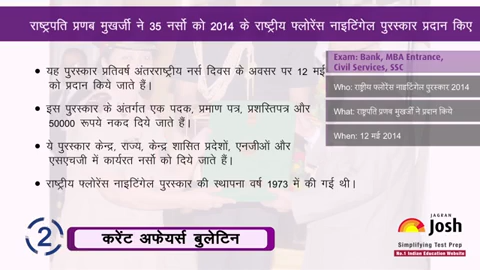 राष्ट्रपति प्रणब मुखर्जी ने 35 नर्सो को 2014 के राष्ट्रीय फ्लोरेंस नाइटिंगेल पुरस्कार प्रदान किए
• यह पुरस्कार प्रतिवर्ष अंतरराष्ट्रीय नर्स दिवस के अवसर पर 12 मई
को प्रदान किये जाते हैं।
• इस पुरस्कार के अंतर्गत एक पदक, प्रमाण पत्र, प्रशस्तिपत्र और
50000 रूपये नकद दिये जाते हैं।
• ये पुरस्कार केन्द्र, राज्य, केन्द्र शासित प्रदेशों, एनजीओं और
एसएचजी में कार्यरत नर्सो को दिये जाते हैं।
• राष्ट्रीय फ्लोरेंस नाइटिंगेल पुरस्कार की स्थापना वर्ष 1973 में की गई थी।
Exam: Bank, MBA Entrance,
Civil Services, SSC
Who: राष्ट्रीय फ्लोरेंस नाइटिंगेल पुरस्कार 2014
What: राष्ट्रपति प्रणब मुखर्जी ने प्रदान किये
When: 12 मई 2014
2
करेंट अफेयर्स बुलेटिन
JAGRAN
Josh
Simplifying Test Prep
No.1 Indian Education Website